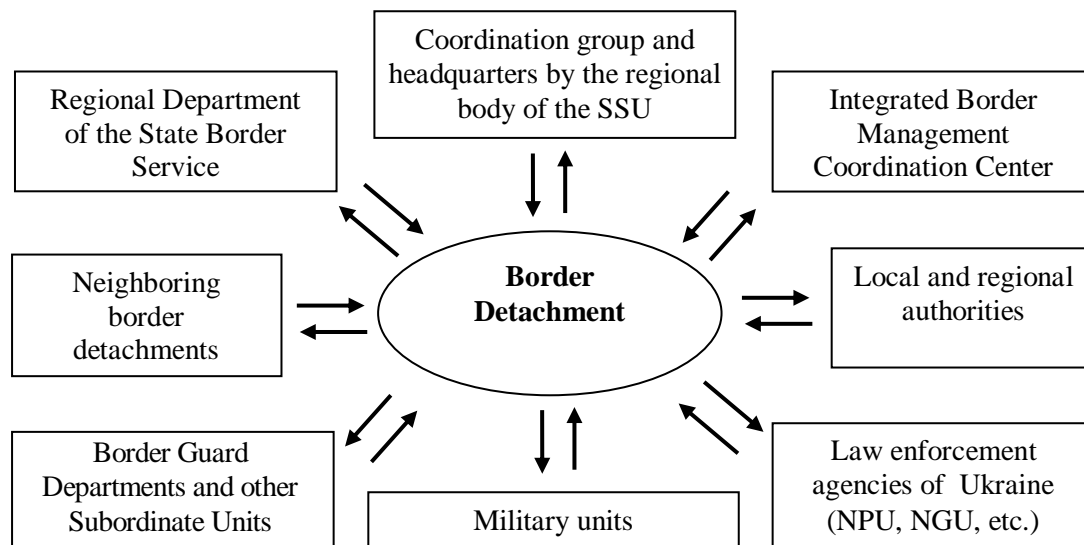 Coordination group and
headquarters by the regional
body of the SSU
Regional Department
of the State Border
Service
Integrated Border
Management
Coordination Center
Neighboring
border
detachments
Border
Detachment
Local and regional
authorities
Border Guard
Departments and other
Subordinate Units
Military units
Law enforcement
agencies of Ukraine
(NPU, NGU, etc.)